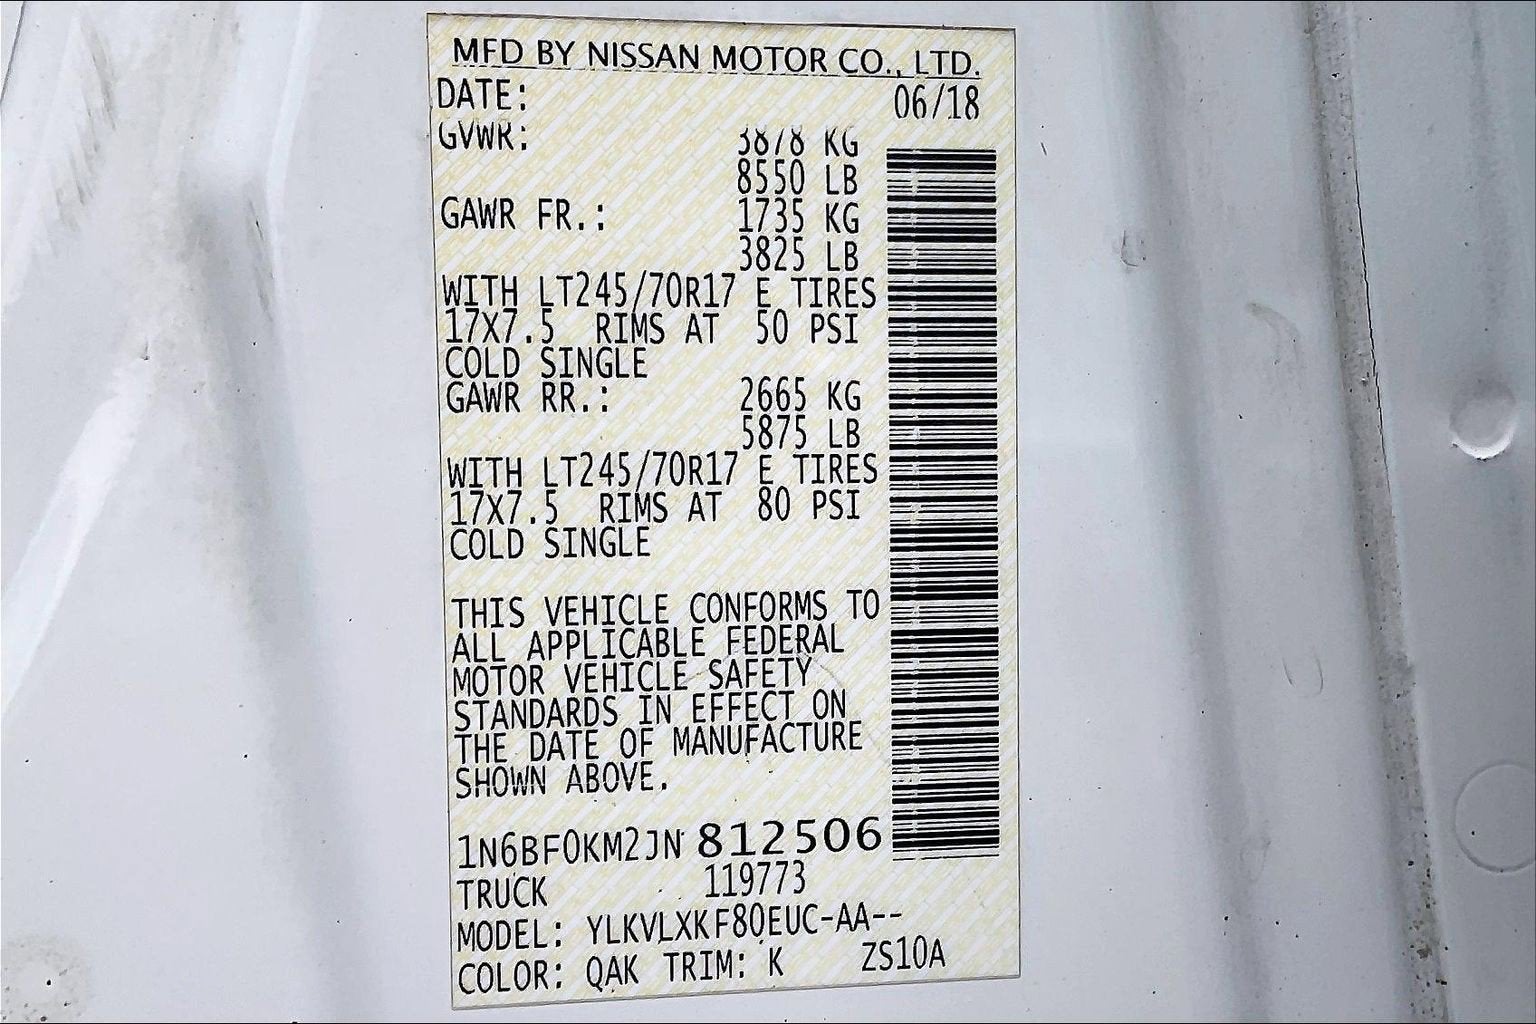 MFD BY NISSAN MOTOR CO., LTD.
DATE: 06/18
GVWR: 3878 KG
8550 LB
GAWR FR.: 1735 KG
3825 LB
WITH LT245/70R17 E TIRES
17X7.5 RIMS AT 50 PSI
COLD SINGLE
GAWR RR.: 2665 KG
5875 LB
WITH LT245/70R17 E TIRES
17X7.5 RIMS AT 80 PSI
COLD SINGLE
THIS VEHICLE CONFORMS TO
ALL APPLICABLE FEDERAL
MOTOR VEHICLE SAFETY
STANDARDS IN EFFECT ON
THE DATE OF MANUFACTURE
SHOWN ABOVE.
1N6BF0KM2JN 812506
TRUCK 119773
MODEL: YLKVLXKF80EUC-AA--
COLOR: QAK TRIM: K ZS10A